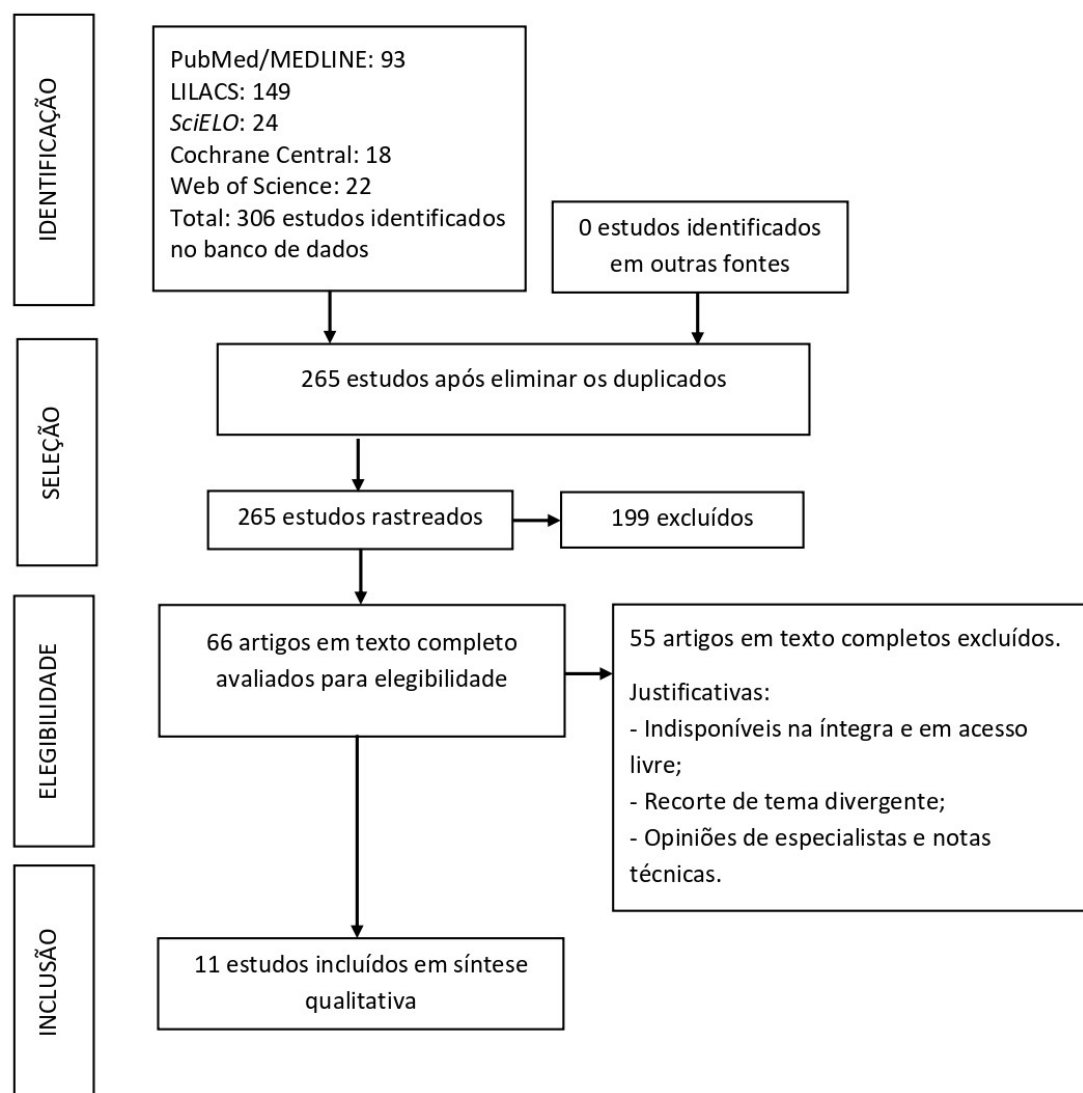 IDENTIFICAÇÃO
PubMed/MEDLINE: 93
LILACS: 149
SciELO: 24
Cochrane Central: 18
Web of Science: 22
Total: 306 estudos identificados
no banco de dados
0 estudos identificados
em outras fontes
SELEÇÃO
265 estudos após eliminar os duplicados
265 estudos rastreados
199 excluídos
ELEGIBILIDADE
66 artigos em texto completo
avaliados para elegibilidade
55 artigos em texto completos excluídos.
Justificativas:
- Indisponíveis na íntegra e em acesso
livre;
- Recorte de tema divergente;
- Opiniões de especialistas e notas
técnicas.
INCLUSÃO
11 estudos incluídos em síntese
qualitativa